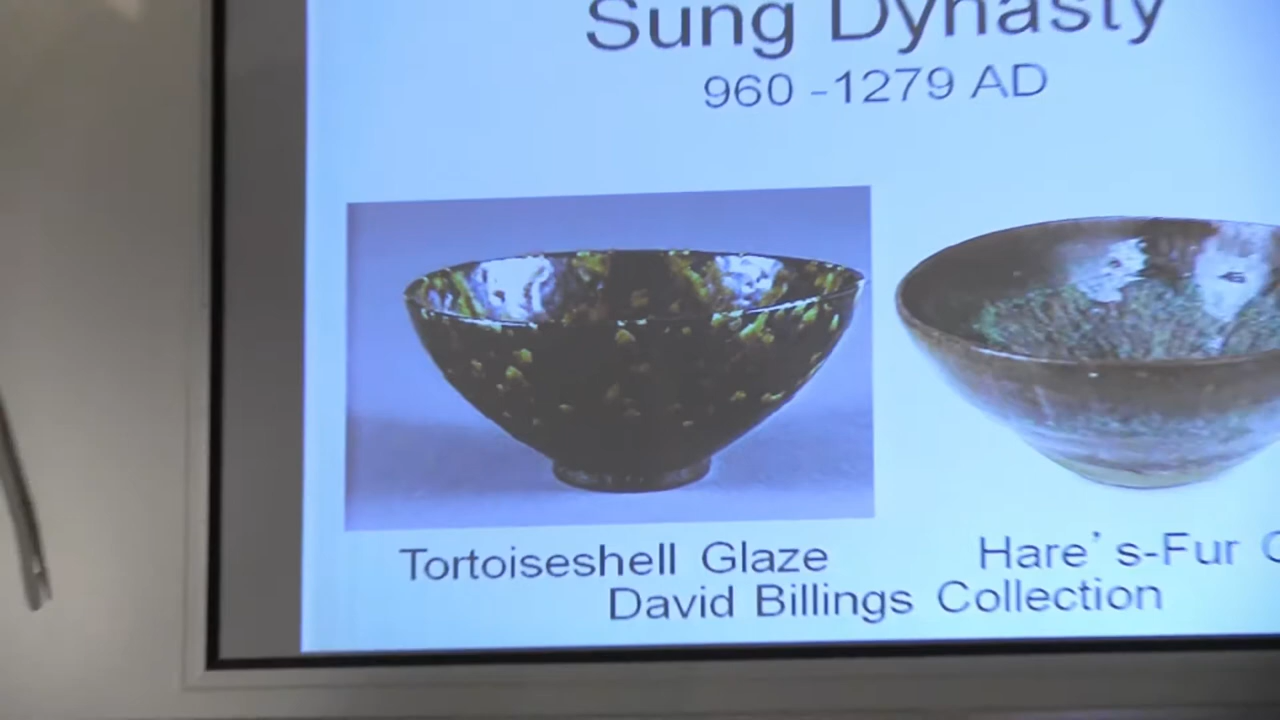 Sung Dynasty
960 -1279 AD
Tortoiseshell Glaze
Hare's-Fur
David Billings Collection